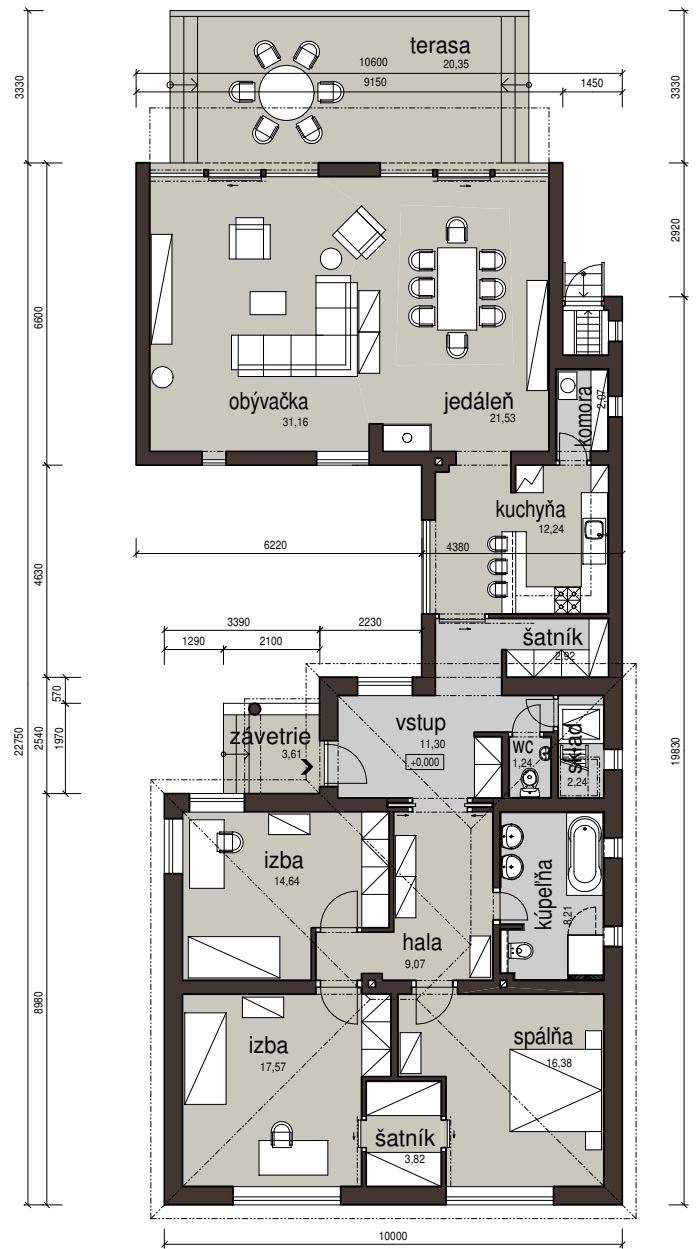 terasa
20,35
10600
9150
1450
3330
3330
2920
6600
obývačka
31,16
jedáleň
21,53
komora
2,07
kuchyňa
12,24
6220
4380
4630
šatník
2,92
3390
2230
1290
2100
570
22750
2540
1970
19830
závetrie
3,61
vstup
11,30
+0,000
WC
1,24
sklad
2,24
izba
14,64
hala
9,07
kúpeľňa
8,21
8980
izba
17,57
spálňa
16,38
šatník
3,82
10000